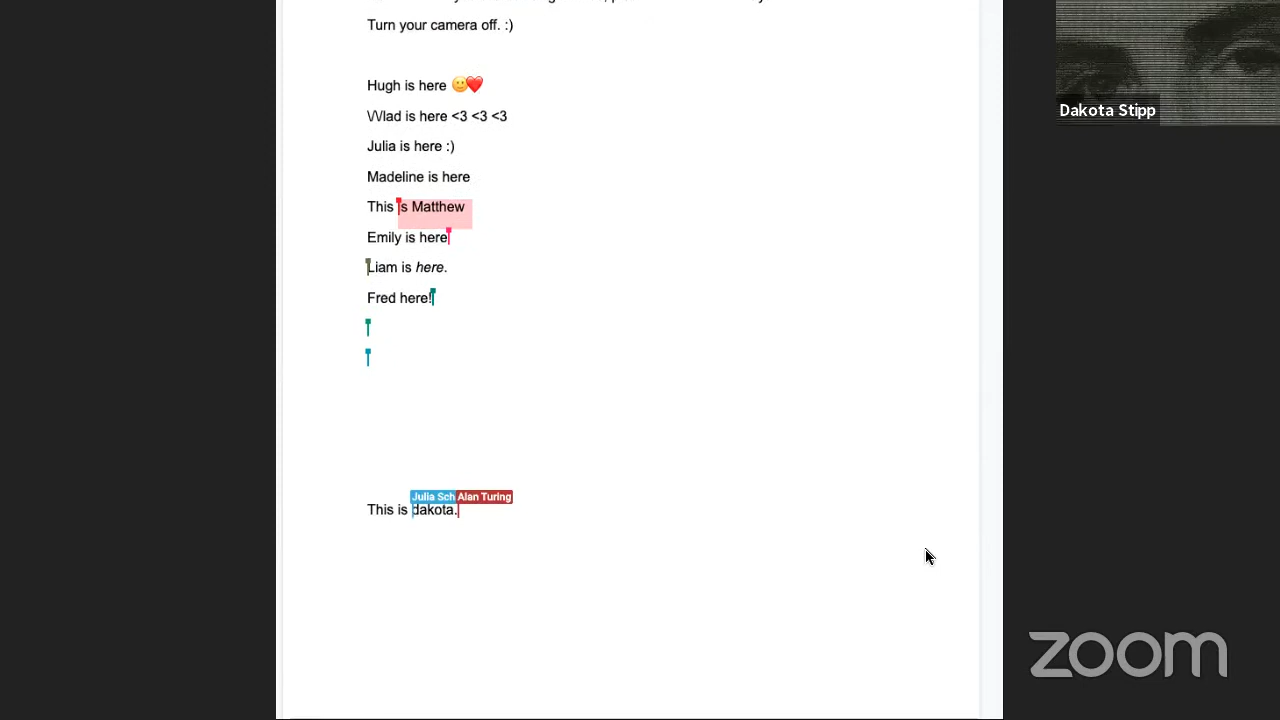 Turn your camera off. :)
Hugh is here 🙂❤️
VVlad is here <3 <3 <3
Julia is here :)
Madeline is here
This is Matthew
Emily is here
Liam is here.
Fred here!
Julia Sch Alan Turing
This is dakota.
Dakota Stipp
zoom